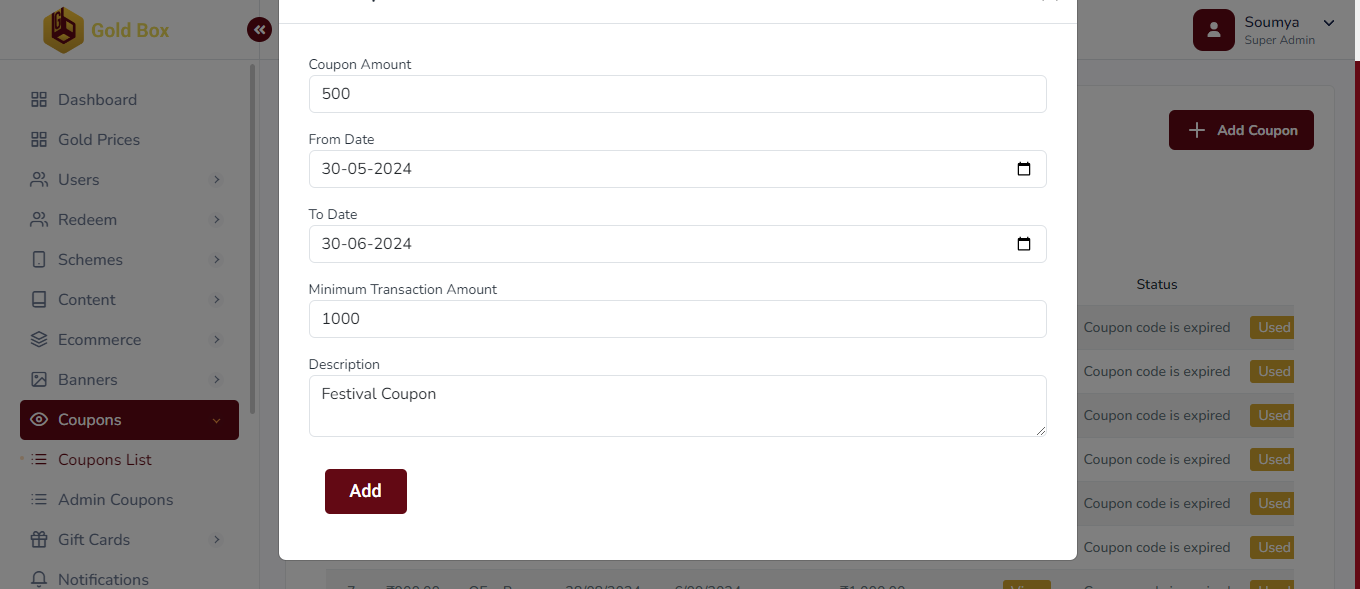 Gold Box
Soumya
Super Admin
Dashboard
Gold Prices
Users
Redeem
Schemes
Content
Ecommerce
Banners
Coupons
Coupons List
Admin Coupons
Gift Cards
Notifications
Coupon Amount
500
From Date
30-05-2024
To Date
30-06-2024
Minimum Transaction Amount
1000
Description
Festival Coupon
Add
Add Coupon
Status
Coupon code is expired Used
Coupon code is expired Used
Coupon code is expired Used
Coupon code is expired Used
Coupon code is expired Used
Coupon code is expired Used